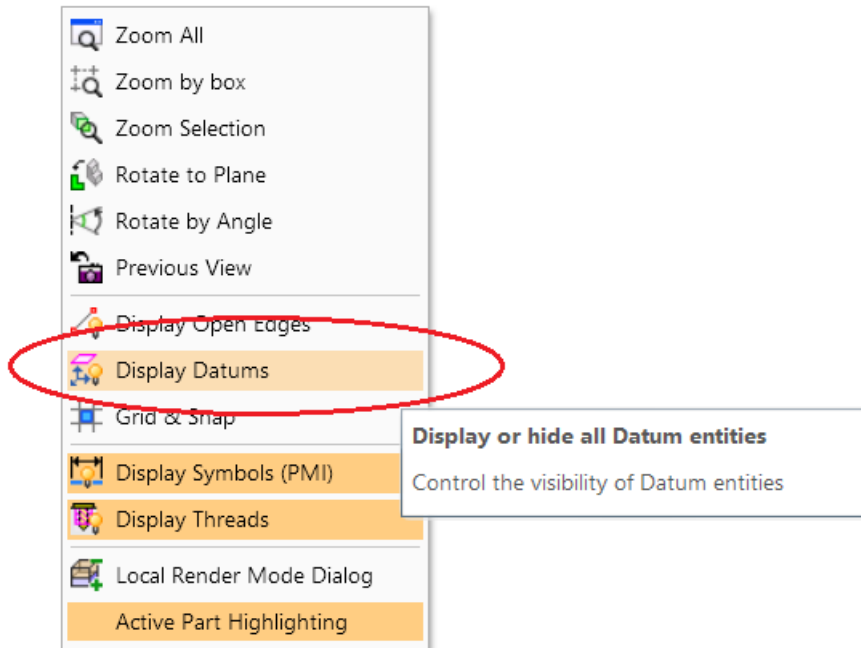 Zoom All
Zoom by box
Zoom Selection
Rotate to Plane
Rotate by Angle
Previous View
Display Open Edges
Display Datums
Grid & Snap
Display or hide all Datum entities
Display Symbols (PMI)
Control the visibility of Datum entities
Display Threads
Local Render Mode Dialog
Active Part Highlighting